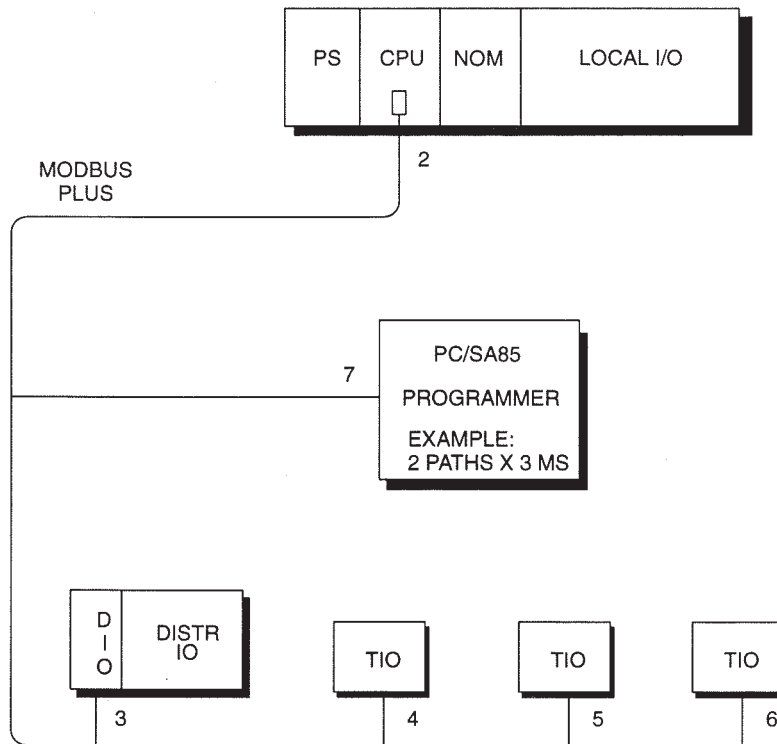 PS CPU NOM LOCAL I/O
2
MODBUS
PLUS
PC/SA85
7
PROGRAMMER
EXAMPLE:
2 PATHS X 3 MS
D
I
O
DISTR
IO
TIO
TIO
TIO
3
4
5
6